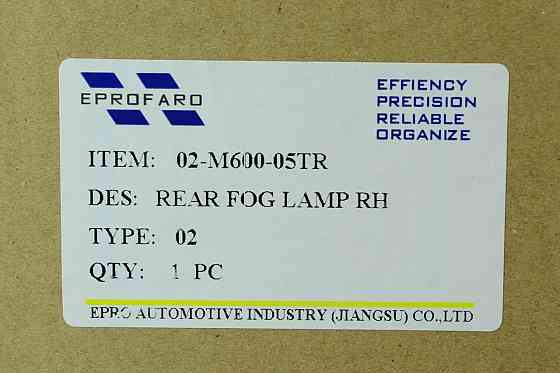 EPROFARO
EFFIENCY
PRECISION
RELIABLE
ORGANIZE
ITEM: 02-M600-05TR
DES: REAR FOG LAMP RH
TYPE: 02
QTY: 1 PC
EPRO AUTOMOTIVE INDUSTRY (JIANGSU) CO.,LTD